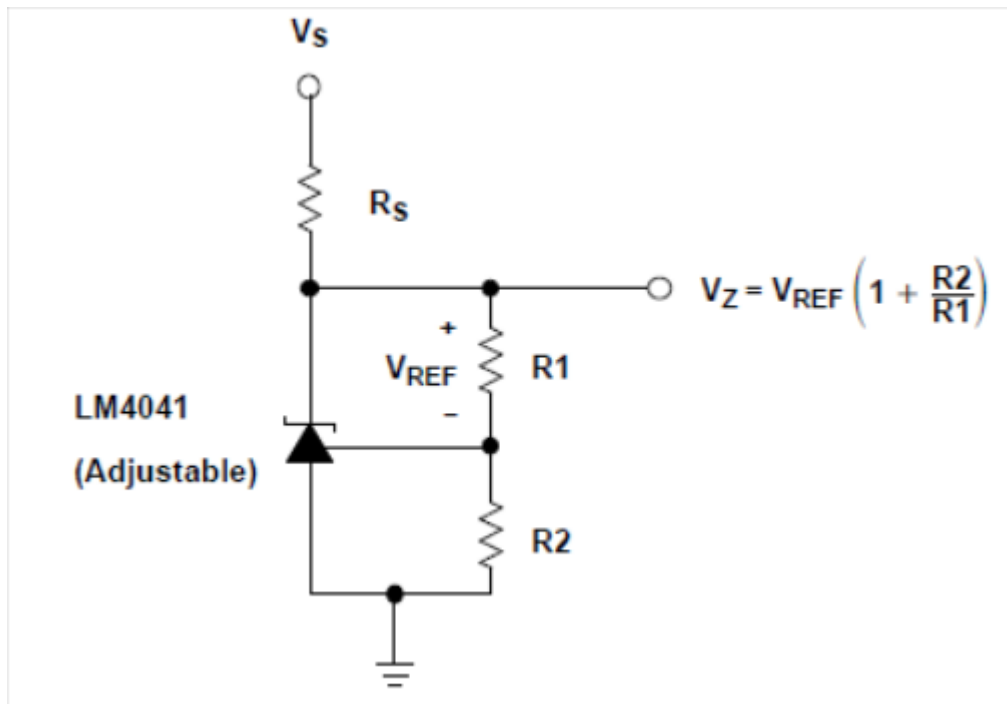 VS
RS
VZ = VREF (1 + R2/R1)
+
VREF
R1
−
LM4041
(Adjustable)
R2